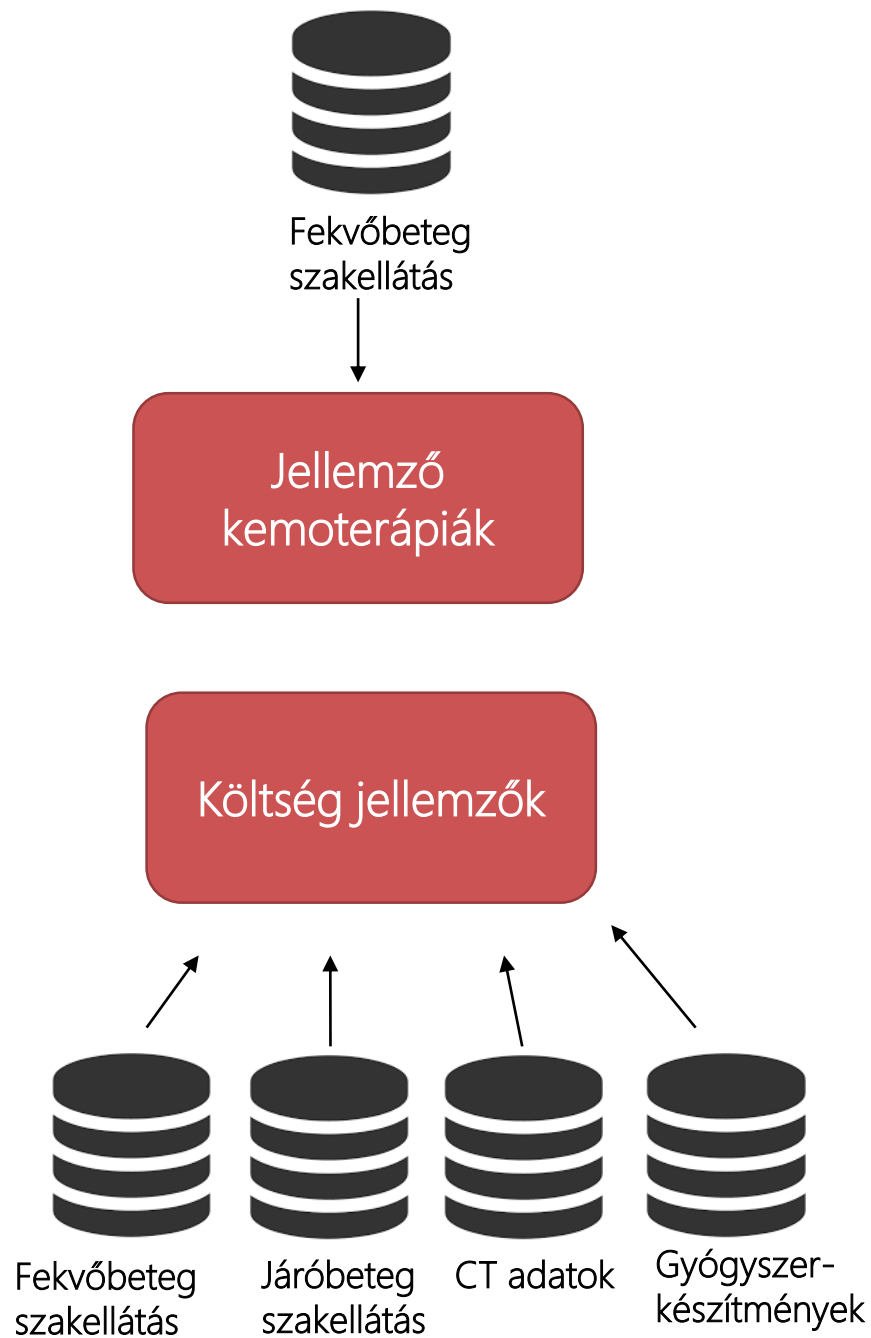 Fekvőbeteg
szakellátás
Jellemző
kemoterápiák
Költség jellemzők
Fekvőbeteg
szakellátás
Járóbeteg
szakellátás
CT adatok
Gyógyszer-
készítmények